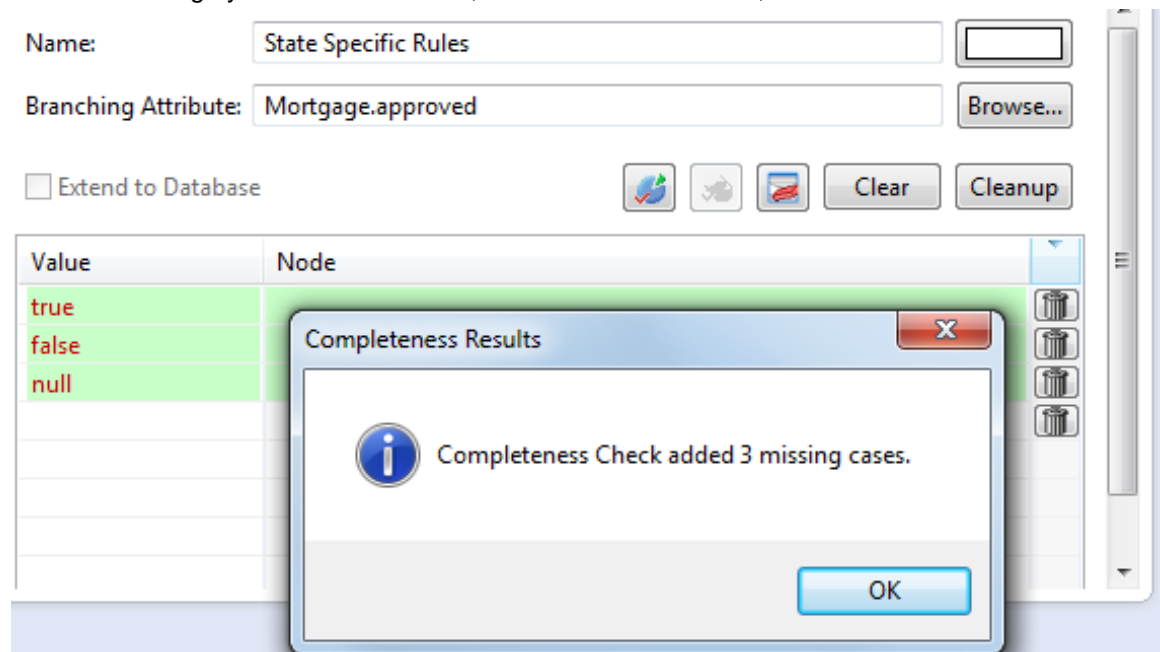 Name: State Specific Rules
Branching Attribute: Mortgage.approved Browse...
Extend to Database Clear Cleanup
Value Node
true
false
null
Completeness Results
Completeness Check added 3 missing cases.
OK